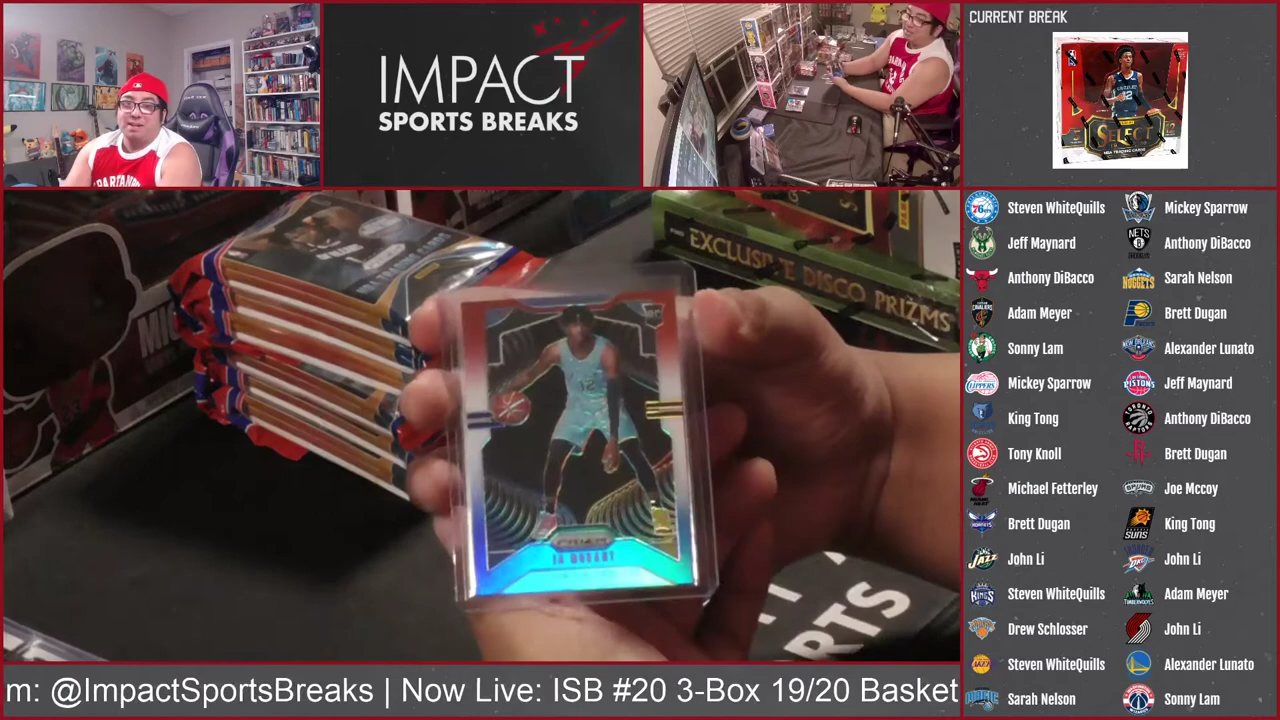 IMPACT
SPORTS BREAKS
CURRENT BREAK
SELECT
EXCLUSIVE DISCO PRIZMS
JA MORANT
12
RTS
Steven WhiteQuills
Mickey Sparrow
Jeff Maynard
Anthony DiBacco
Anthony DiBacco
Sarah Nelson
Adam Meyer
Brett Dugan
Sonny Lam
Alexander Lunato
Mickey Sparrow
Jeff Maynard
King Tong
Anthony DiBacco
Tony Knoll
Brett Dugan
Michael Fetterley
Joe Mccoy
Brett Dugan
King Tong
John Li
John Li
Steven WhiteQuills
Adam Meyer
Drew Schlosser
John Li
Steven WhiteQuills
Alexander Lunato
Sarah Nelson
Sonny Lam
m: @ImpactSportsBreaks | Now Live: ISB #20 3-Box 19/20 Basket